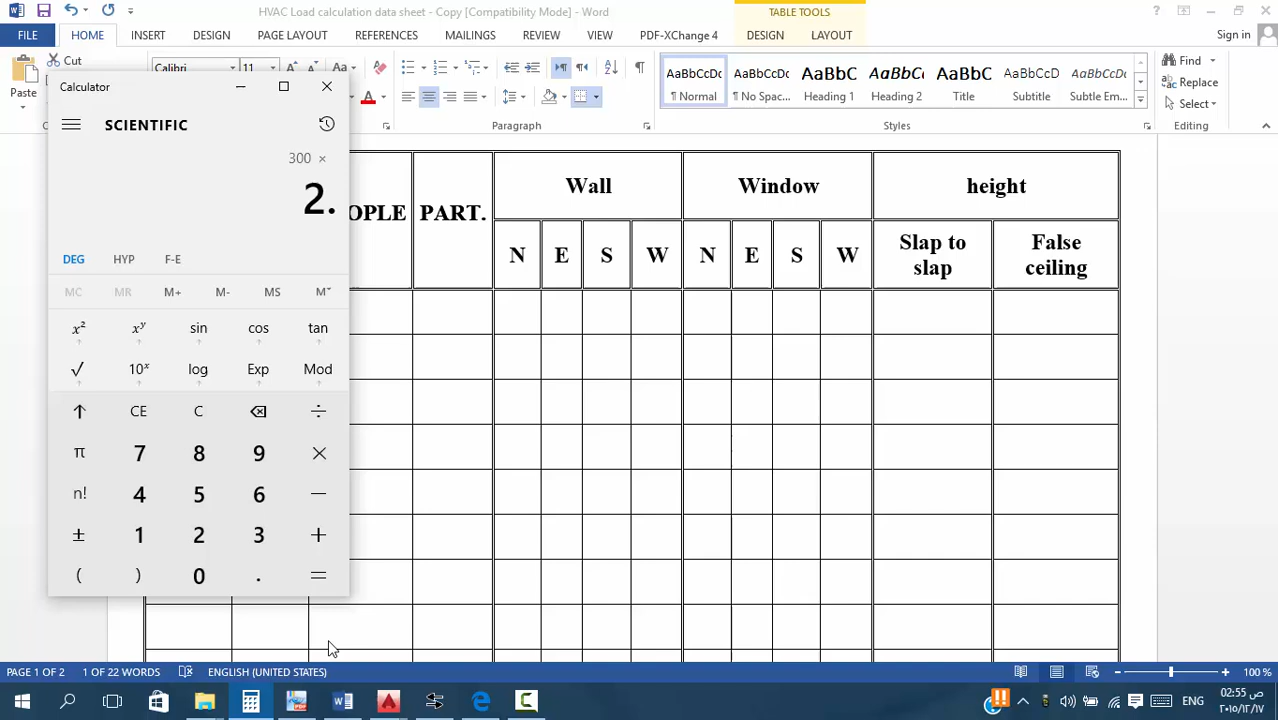 HVAC Load calculation data sheet - Copy [Compatibility Mode] - Word
TABLE TOOLS
FILE HOME INSERT DESIGN PAGE LAYOUT REFERENCES MAILINGS REVIEW VIEW PDF-XChange 4 DESIGN LAYOUT Sign in
Cut
Paste
Calibri 11 Aa
AaBbCcDc AaBbCcDc AaBbC AaBbCc AaBbC AaBbCcD AaBbCcDc
¶ Normal ¶ No Spac... Heading 1 Heading 2 Title Subtitle Subtle Em...
Find
Replace
Select
Paragraph Styles Editing
Calculator
SCIENTIFIC
300 ×
2.
DEG HYP F-E
MC MR M+ M- MS M˅
x² xʸ sin cos tan
√ 10ˣ log Exp Mod
↑ CE C ⌫ ÷
π 7 8 9 ×
n! 4 5 6 −
± 1 2 3 +
( ) 0 . =
OPLE PART. Wall Window height
N E S W N E S W Slap to
slap False
ceiling
PAGE 1 OF 2 1 OF 22 WORDS ENGLISH (UNITED STATES) 100 %
ENG 02:55 ص
٢٠١٥/١٢/١٧